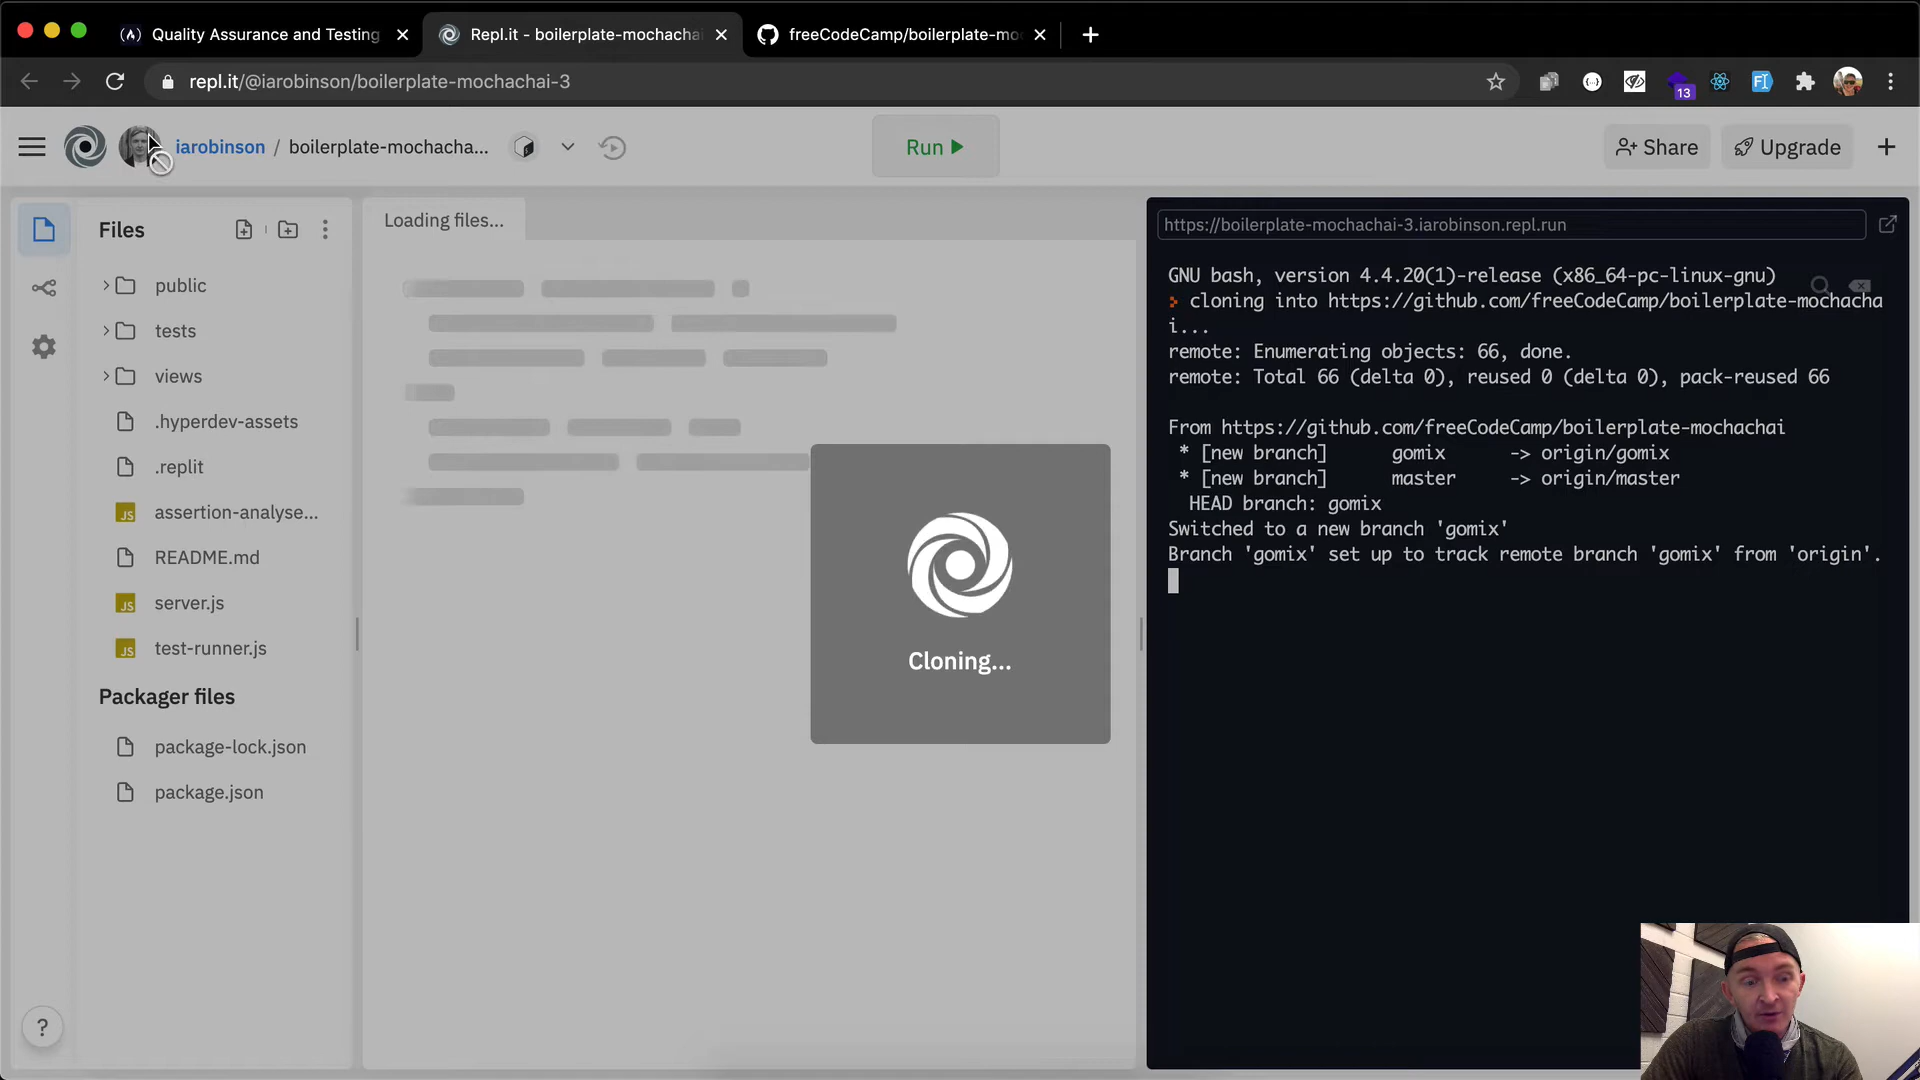 Quality Assurance and Testing
Repl.it - boilerplate-mochachai
freeCodeCamp/boilerplate-mo
repl.it/@iarobinson/boilerplate-mochachai-3
13
iarobinson / boilerplate-mochacha...
Run
Share
Upgrade
Files
public
tests
views
.hyperdev-assets
.replit
JS assertion-analyse...
README.md
JS server.js
JS test-runner.js
Packager files
package-lock.json
package.json
?
Loading files...
Cloning...
https://boilerplate-mochachai-3.iarobinson.repl.run
GNU bash, version 4.4.20(1)-release (x86_64-pc-linux-gnu)
cloning into https://github.com/freeCodeCamp/boilerplate-mochacha
i...
remote: Enumerating objects: 66, done.
remote: Total 66 (delta 0), reused 0 (delta 0), pack-reused 66
From https://github.com/freeCodeCamp/boilerplate-mochachai
* [new branch] gomix -> origin/gomix
* [new branch] master -> origin/master
HEAD branch: gomix
Switched to a new branch 'gomix'
Branch 'gomix' set up to track remote branch 'gomix' from 'origin'.